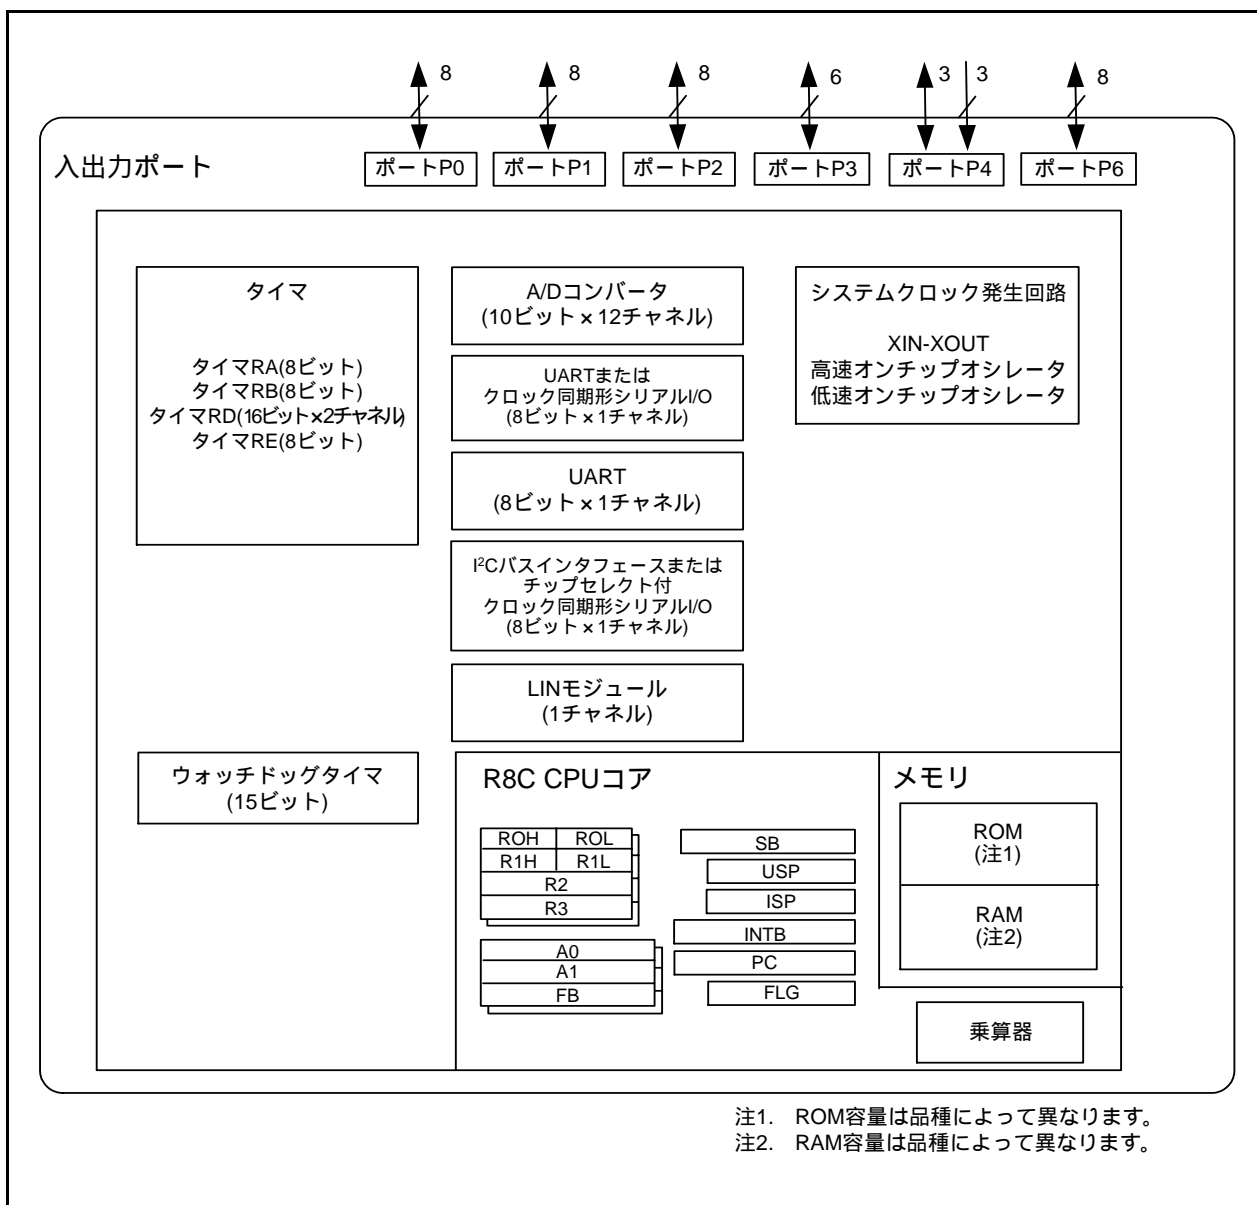 8
8
8
6
3
3
8
入出力ポート
ポートP0
ポートP1
ポートP2
ポートP3
ポートP4
ポートP6
タイマ
タイマRA(8ビット)
タイマRB(8ビット)
タイマRD(16ビット×2チャネル)
タイマRE(8ビット)
A/Dコンバータ
(10ビット×12チャネル)
UARTまたは
クロック同期形シリアルI/O
(8ビット×1チャネル)
UART
(8ビット×1チャネル)
I²Cバスインタフェースまたは
チップセレクト付
クロック同期形シリアルI/O
(8ビット×1チャネル)
LINモジュール
(1チャネル)
システムクロック発生回路
XIN-XOUT
高速オンチップオシレータ
低速オンチップオシレータ
ウォッチドッグタイマ
(15ビット)
R8C CPUコア
ROH
ROL
R1H
R1L
R2
R3
A0
A1
FB
SB
USP
ISP
INTB
PC
FLG
メモリ
ROM
(注1)
RAM
(注2)
乗算器
注1. ROM容量は品種によって異なります。
注2. RAM容量は品種によって異なります。